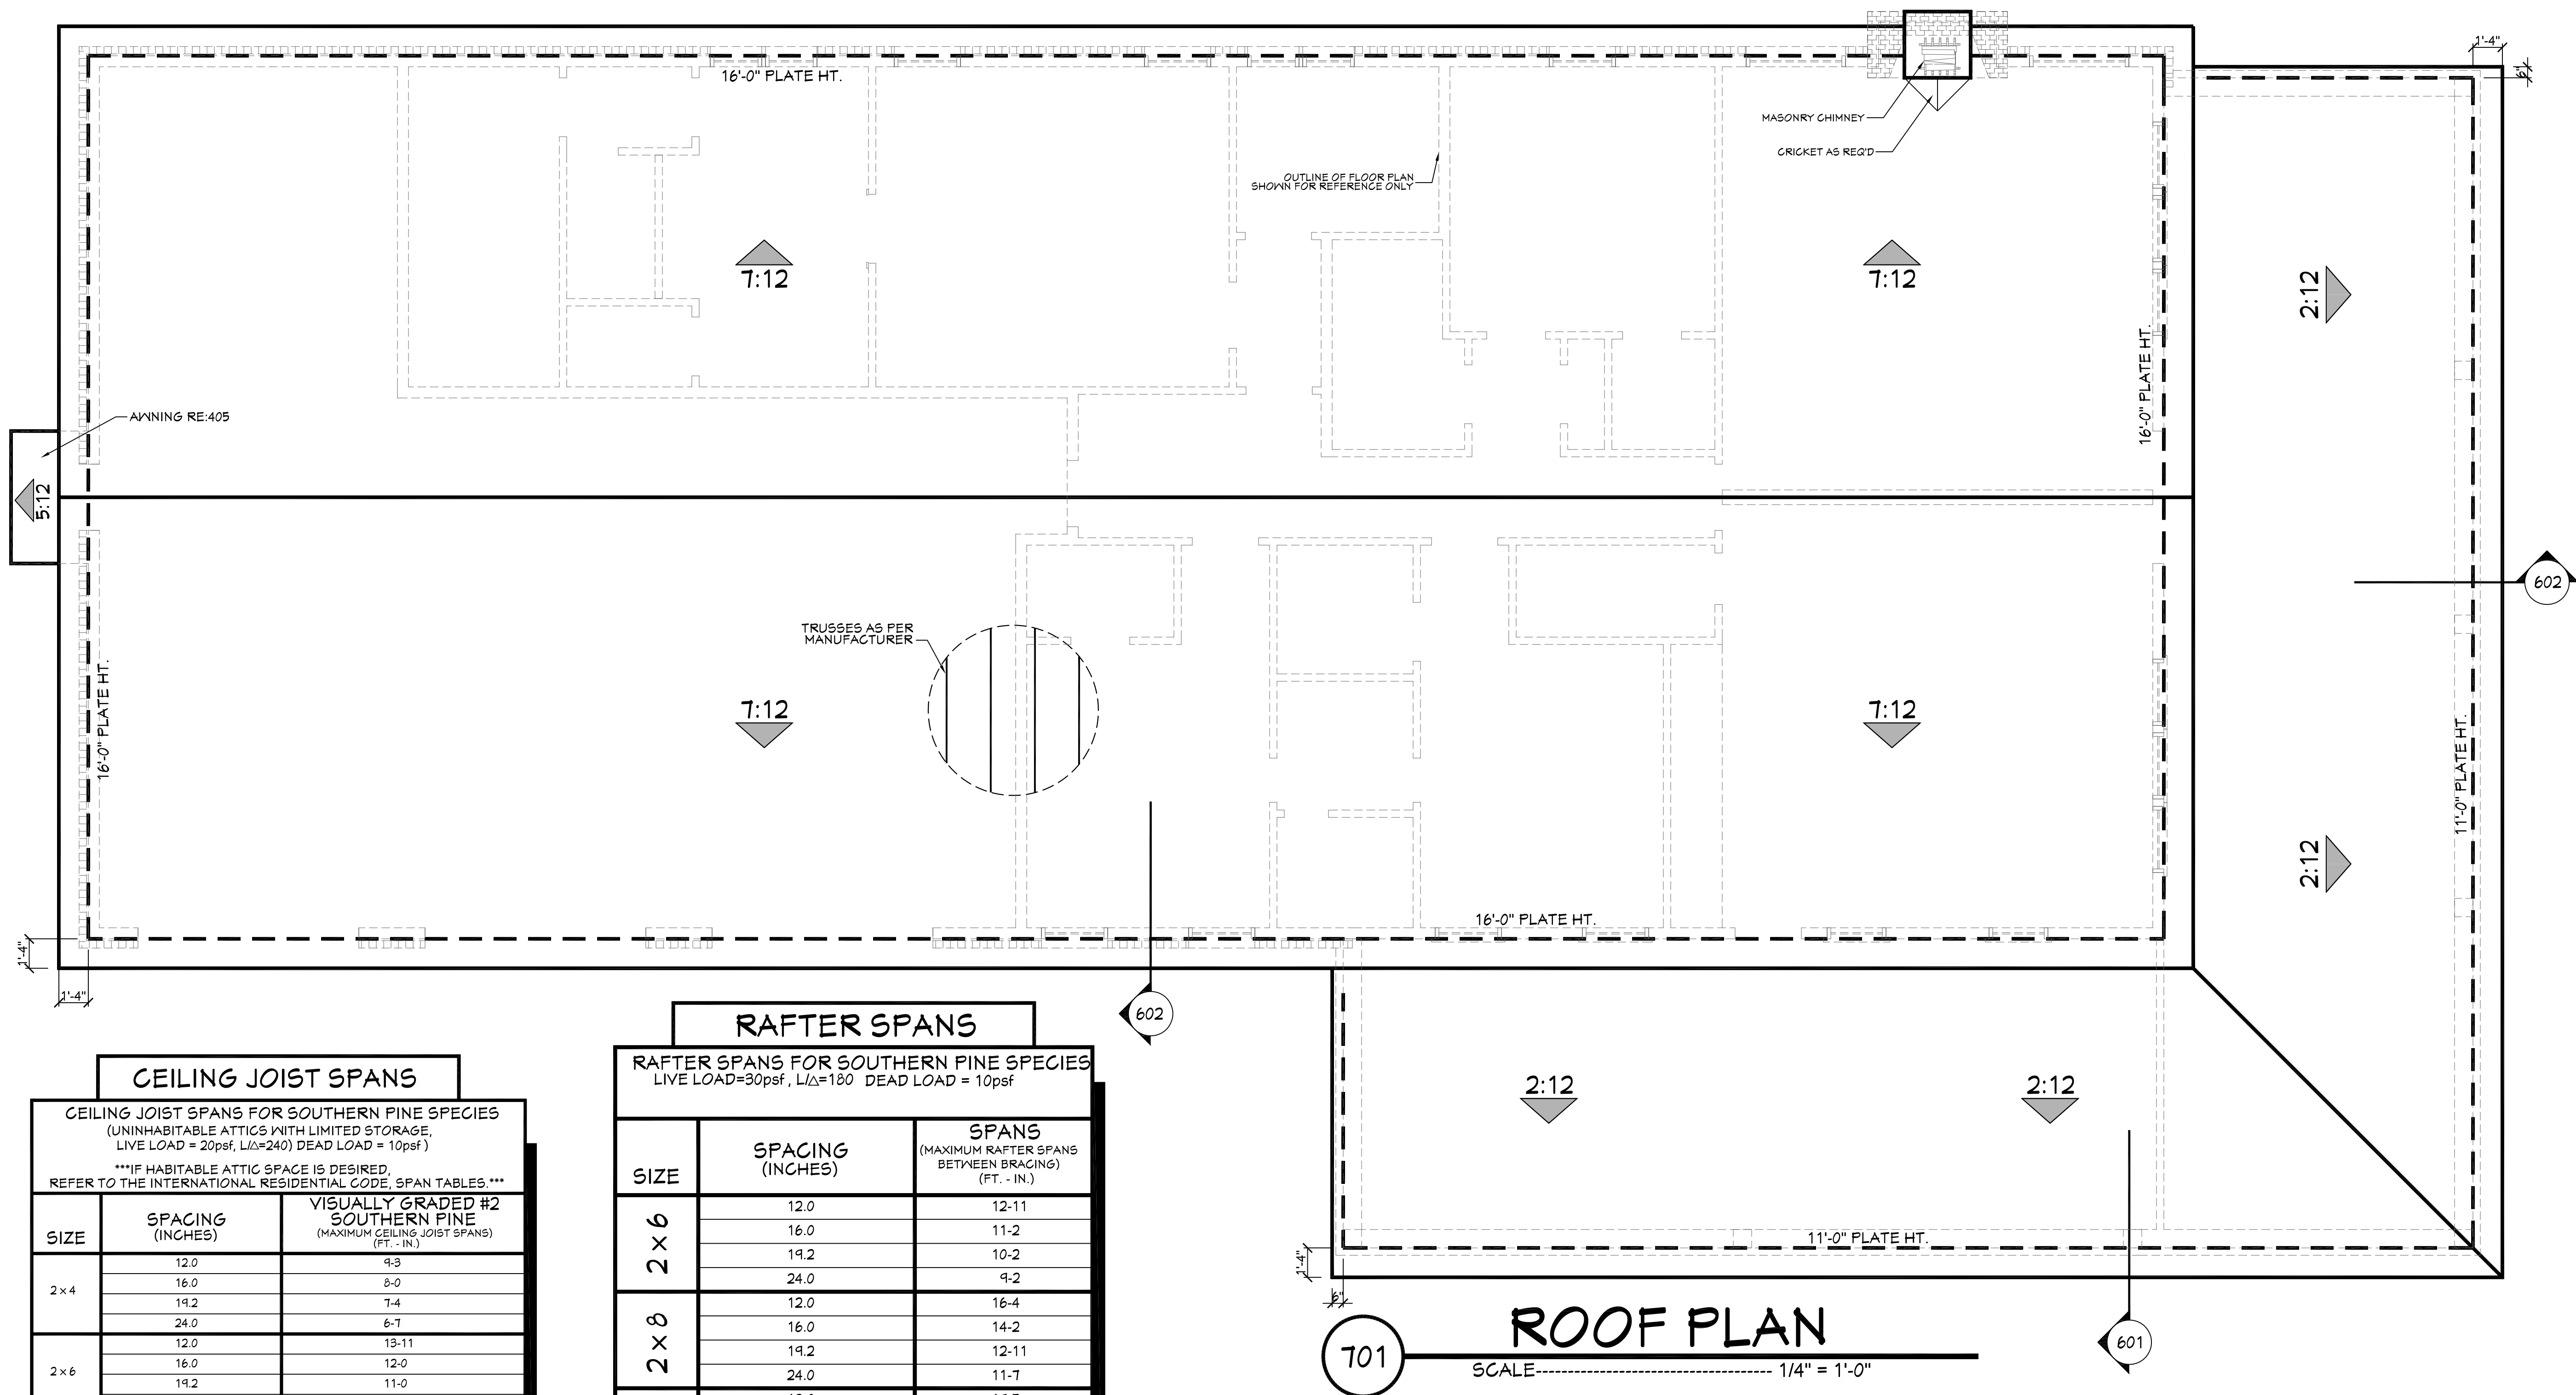 1'-4"
6"
16'-0" PLATE HT.
MASONRY CHIMNEY
CRICKET AS REQ'D
OUTLINE OF FLOOR PLAN
SHOWN FOR REFERENCE ONLY
7:12
7:12
2:12
16'-0" PLATE HT.
AWNING RE:405
5:12
602
TRUSSES AS PER
MANUFACTURER
16'-0" PLATE HT.
7:12
7:12
11'-0" PLATE HT.
2:12
16'-0" PLATE HT.
1'-4"
1'-4"
602
2:12
2:12
11'-0" PLATE HT.
1'-4"
6"
601
CEILING JOIST SPANS
CEILING JOIST SPANS FOR SOUTHERN PINE SPECIES
(UNINHABITABLE ATTICS WITH LIMITED STORAGE,
LIVE LOAD = 20psf, L/△=240) DEAD LOAD = 10psf )
***IF HABITABLE ATTIC SPACE IS DESIRED,
REFER TO THE INTERNATIONAL RESIDENTIAL CODE, SPAN TABLES.***
SIZE
SPACING
(INCHES)
VISUALLY GRADED #2
SOUTHERN PINE
(MAXIMUM CEILING JOIST SPANS)
(FT. - IN.)
2 × 4
12.0 9-3
16.0 8-0
19.2 7-4
24.0 6-7
2 × 6
12.0 13-11
16.0 12-0
19.2 11-0
RAFTER SPANS
RAFTER SPANS FOR SOUTHERN PINE SPECIES
LIVE LOAD=30psf , L/△=180 DEAD LOAD = 10psf
SIZE
SPACING
(INCHES)
SPANS
(MAXIMUM RAFTER SPANS
BETWEEN BRACING)
(FT. - IN.)
2×6
12.0 12-11
16.0 11-2
19.2 10-2
24.0 9-2
2×8
12.0 16-4
16.0 14-2
19.2 12-11
24.0 11-7
701
ROOF PLAN
SCALE------------------------------------ 1/4" = 1'-0"